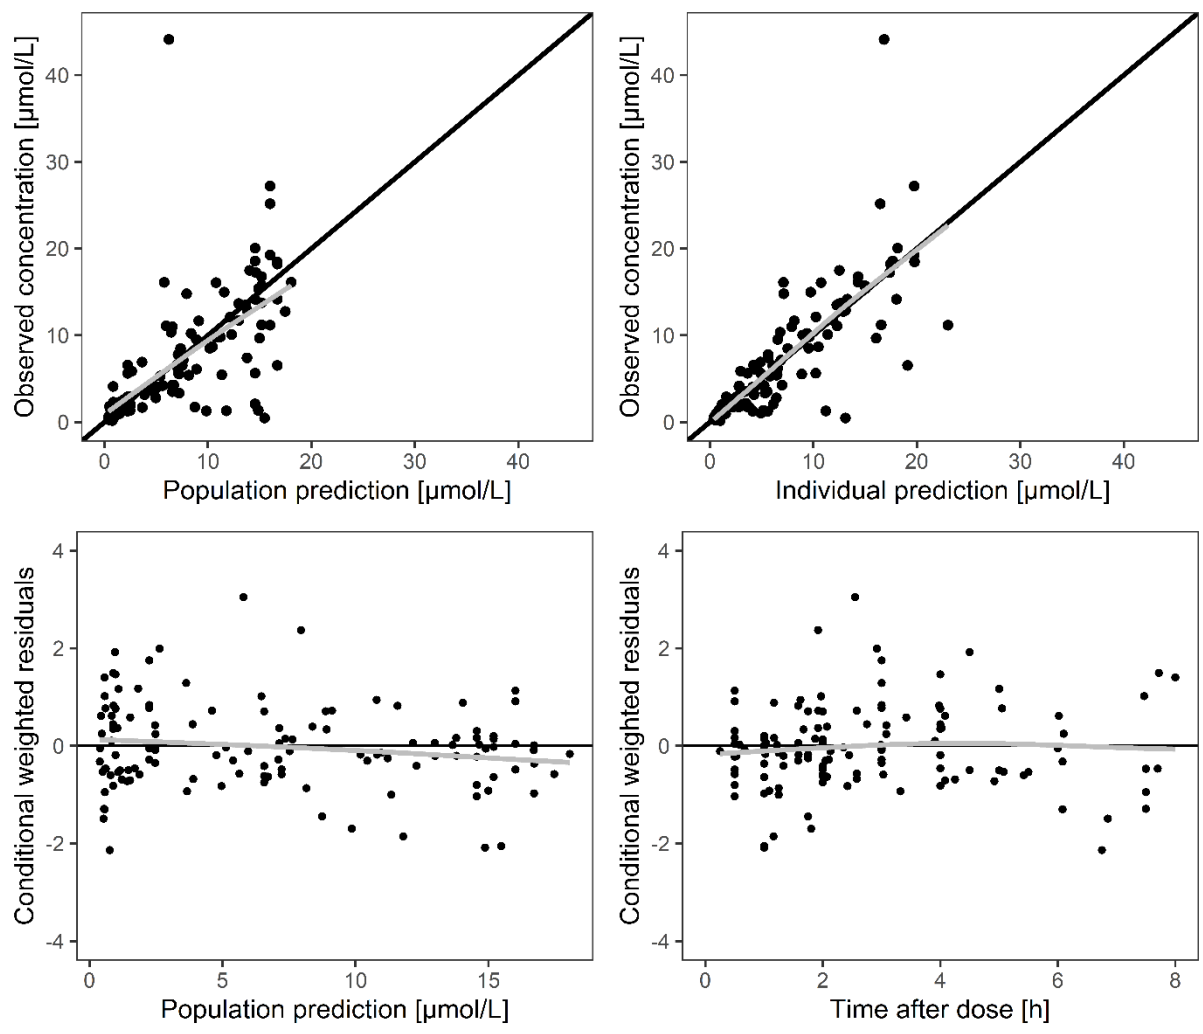 Observed concentration [µmol/L]
40
30
20
10
0
0 10 20 30 40
Population prediction [µmol/L]
Observed concentration [µmol/L]
40
30
20
10
0
0 10 20 30 40
Individual prediction [µmol/L]
Conditional weighted residuals
4
2
0
-2
-4
0 5 10 15
Population prediction [µmol/L]
Conditional weighted residuals
4
2
0
-2
-4
0 2 4 6 8
Time after dose [h]